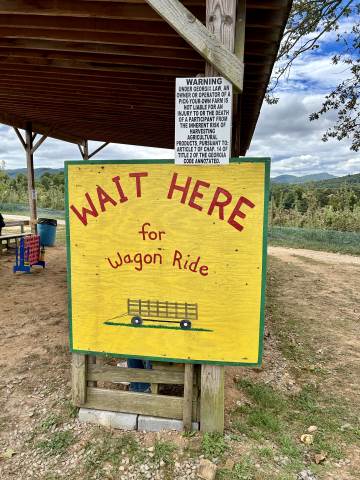 WARNING
UNDER GEORGIA LAW, AN
OWNER OR OPERATOR OF A
PICK-YOUR-OWN FARM IS
NOT LIABLE FOR AN
INJURY TO OR THE DEATH
OF A PARTICIPANT FROM
THE INHERENT RISK OF
HARVESTING
AGRICULTURAL
PRODUCTS, PURSUANT TO:
ARTICLE 7 OF CHAP. 14 OF
TITLE 2 OF THE GEORGIA
CODE ANNOTATED.
WAIT HERE
for
Wagon Ride